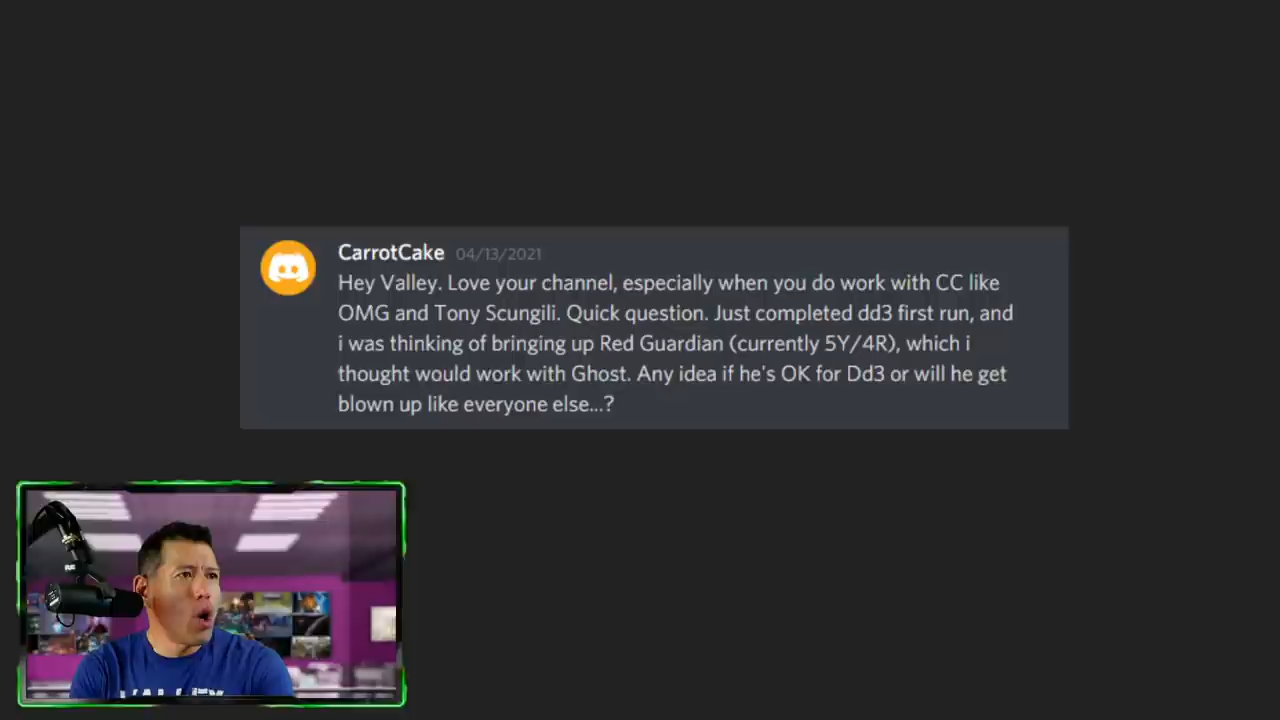 CarrotCake 04/13/2021
Hey Valley. Love your channel, especially when you do work with CC like
OMG and Tony Scungili. Quick question. Just completed dd3 first run, and
i was thinking of bringing up Red Guardian (currently 5Y/4R), which i
thought would work with Ghost. Any idea if he's OK for Dd3 or will he get
blown up like everyone else...?
VALLEY